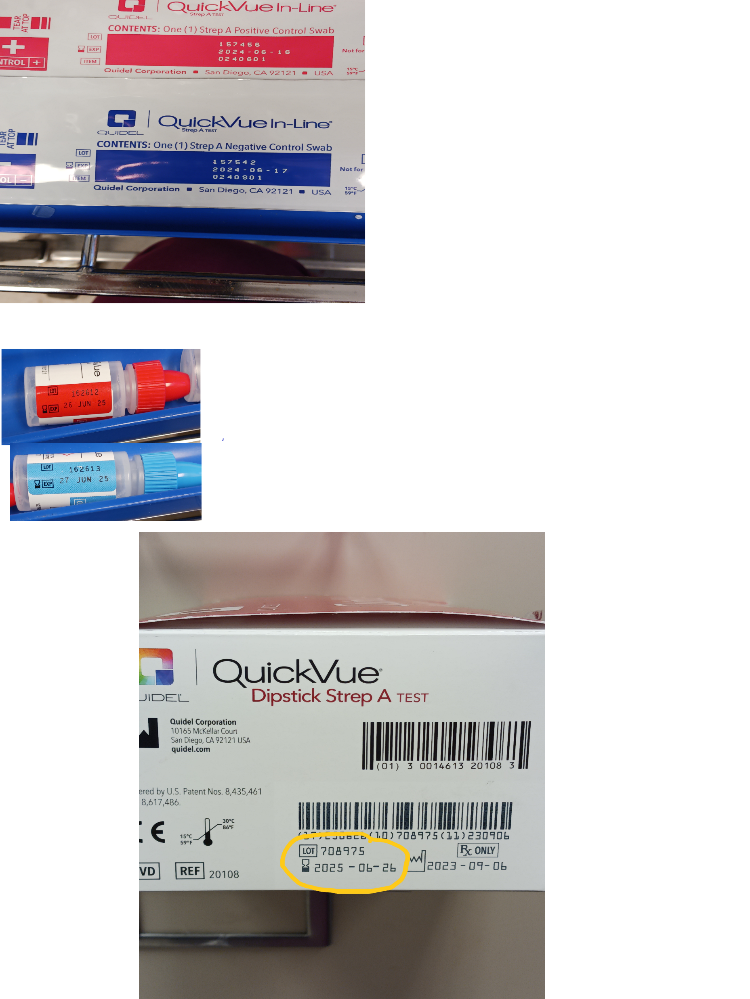 QuickVue In-Line®
Strep A TEST
QUIDEL
TEAR
AT TOP
CONTENTS: One (1) Strep A Positive Control Swab
LOT
157456
EXP
2024-06-16
Not for
ITEM
0240601
NTROL +
Quidel Corporation ■ San Diego, CA 92121 ■ USA
15°C
59°F
QuickVue In-Line®
Strep A TEST
QUIDEL
TEAR
AT TOP
CONTENTS: One (1) Strep A Negative Control Swab
LOT
157542
EXP
2024-06-17
Not for
ITEM
0240801
OL −
Quidel Corporation ■ San Diego, CA 92121 ■ USA
15°C
59°F
Vue
92121
LOT 162612
EXP 26 JUN 25
ue
LOT 162613
EXP 27 JUN 25
QuickVue®
UIDEL
Dipstick Strep A TEST
Quidel Corporation
10165 McKellar Court
San Diego, CA 92121 USA
quidel.com
(01) 3 0014613 20108 3
ered by U.S. Patent Nos. 8,435,461
8,617,486.
30°C
86°F
15°C
59°F
(10)708975(11)230906
LOT 708975
Rx ONLY
2025-06-26
2023-09-06
VD
REF 20108